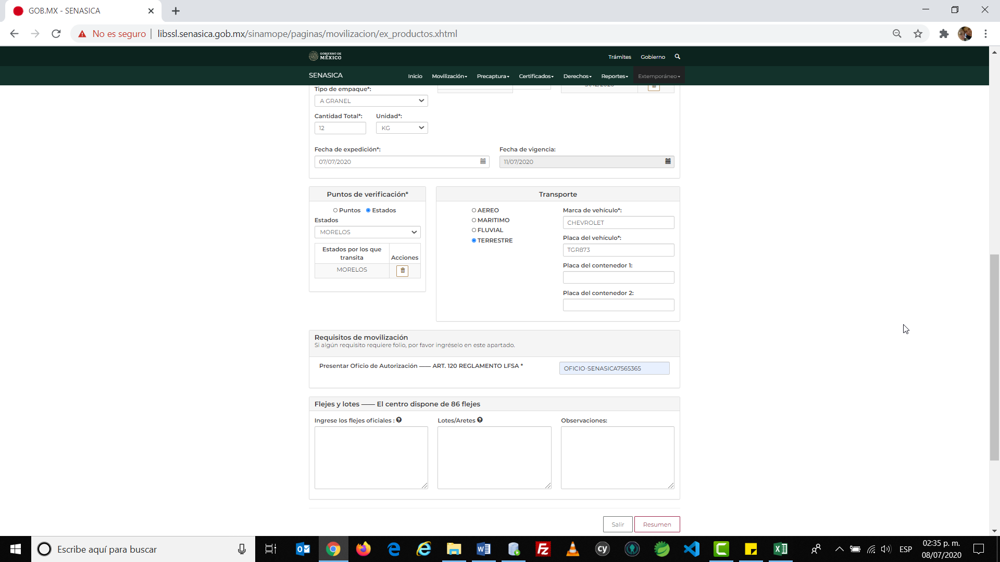 GOB.MX - SENASICA
No es seguro | libssl.senasica.gob.mx/sinamope/paginas/movilizacion/ex_productos.xhtml
GOBIERNO DE
MÉXICO
Trámites
Gobierno
SENASICA
Inicio
Movilización
Precaptura
Certificados
Derechos
Reportes
Extemporáneo
Tipo de empaque*:
A GRANEL
Cantidad Total*:
Unidad*:
12
KG
Fecha de expedición*:
Fecha de vigencia:
07/07/2020
11/07/2020
Puntos de verificación*
Puntos
Estados
Estados
MORELOS
Estados por los que transita
Acciones
MORELOS
Transporte
AEREO
MARITIMO
FLUVIAL
TERRESTRE
Marca de vehículo*:
CHEVROLET
Placa del vehículo*:
TGR873
Placa del contenedor 1:
Placa del contenedor 2:
Requisitos de movilización
Si algún requisito requiere folio, por favor ingréselo en este apartado.
Presentar Oficio de Autorización —— ART. 120 REGLAMENTO LFSA *
OFICIO-SENASICA7565365
Flejes y lotes —— El centro dispone de 86 flejes
Ingrese los flejes oficiales :
Lotes/Aretes
Observaciones:
Salir
Resumen
Escribe aquí para buscar
ESP
02:35 p. m.
08/07/2020